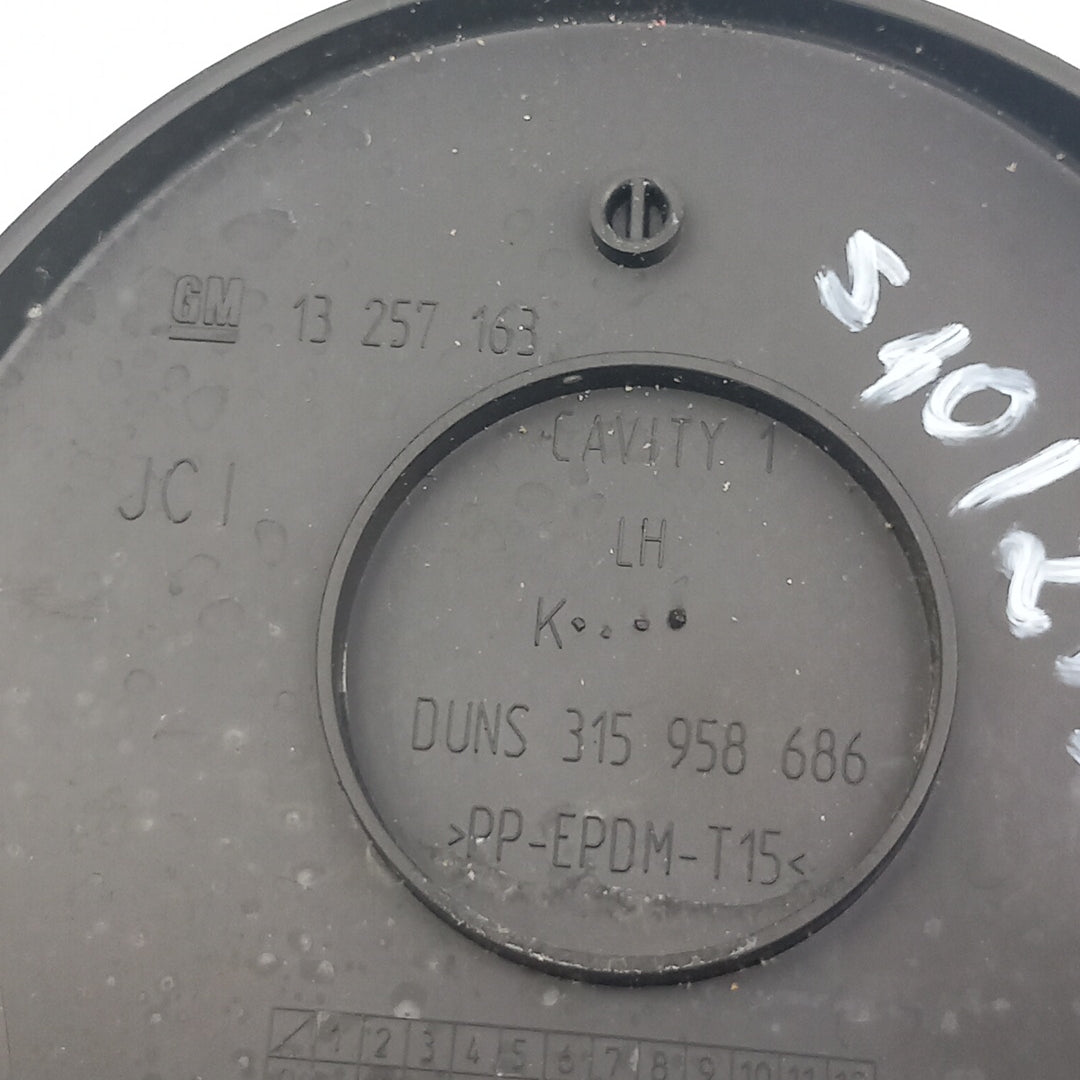 GM 13 257 163
JCI
CAVITY 1
LH
K
DUNS 315 958 686
>PP-EPDM-T15<
1 2 3 4 5 6 7 8 9 10 11 12